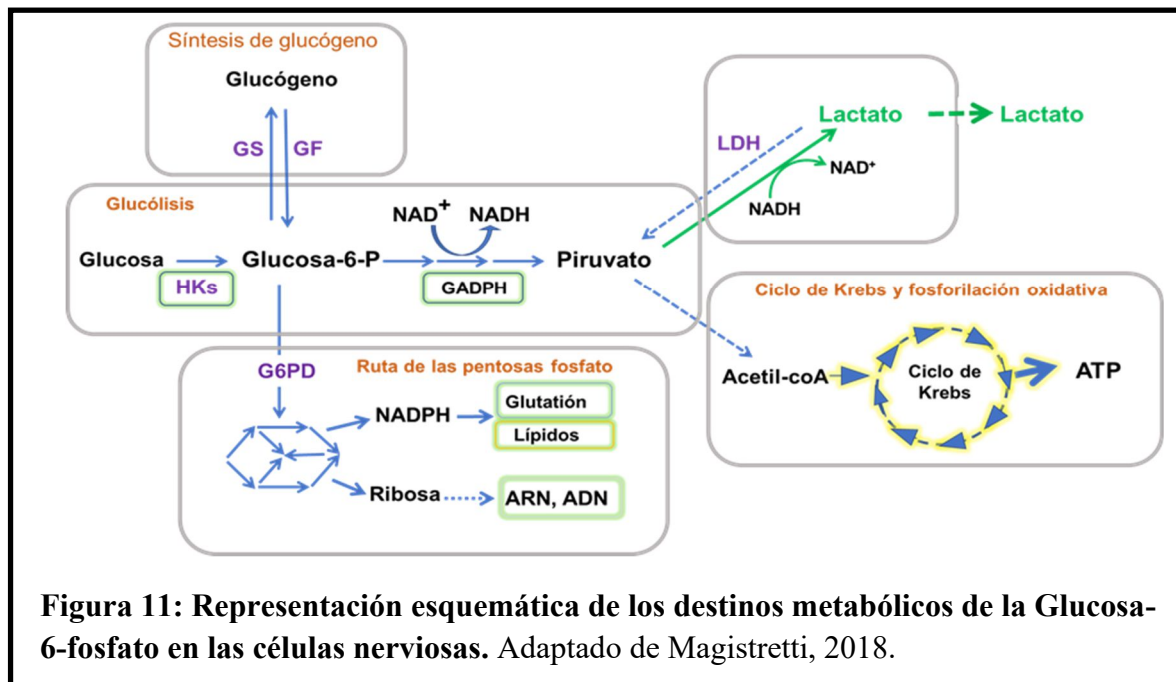 Síntesis de glucógeno
Glucógeno
GS GF
Glucólisis
NAD+ NADH
Glucosa Glucosa-6-P Piruvato
HKs GADPH
Lactato Lactato
LDH
NAD+
NADH
Ciclo de Krebs y fosforilación oxidativa
Acetil-coA Ciclo de Krebs ATP
G6PD Ruta de las pentosas fosfato
NADPH Glutatión
Lípidos
Ribosa ARN, ADN
Figura 11: Representación esquemática de los destinos metabólicos de la Glucosa-
6-fosfato en las células nerviosas. Adaptado de Magistretti, 2018.